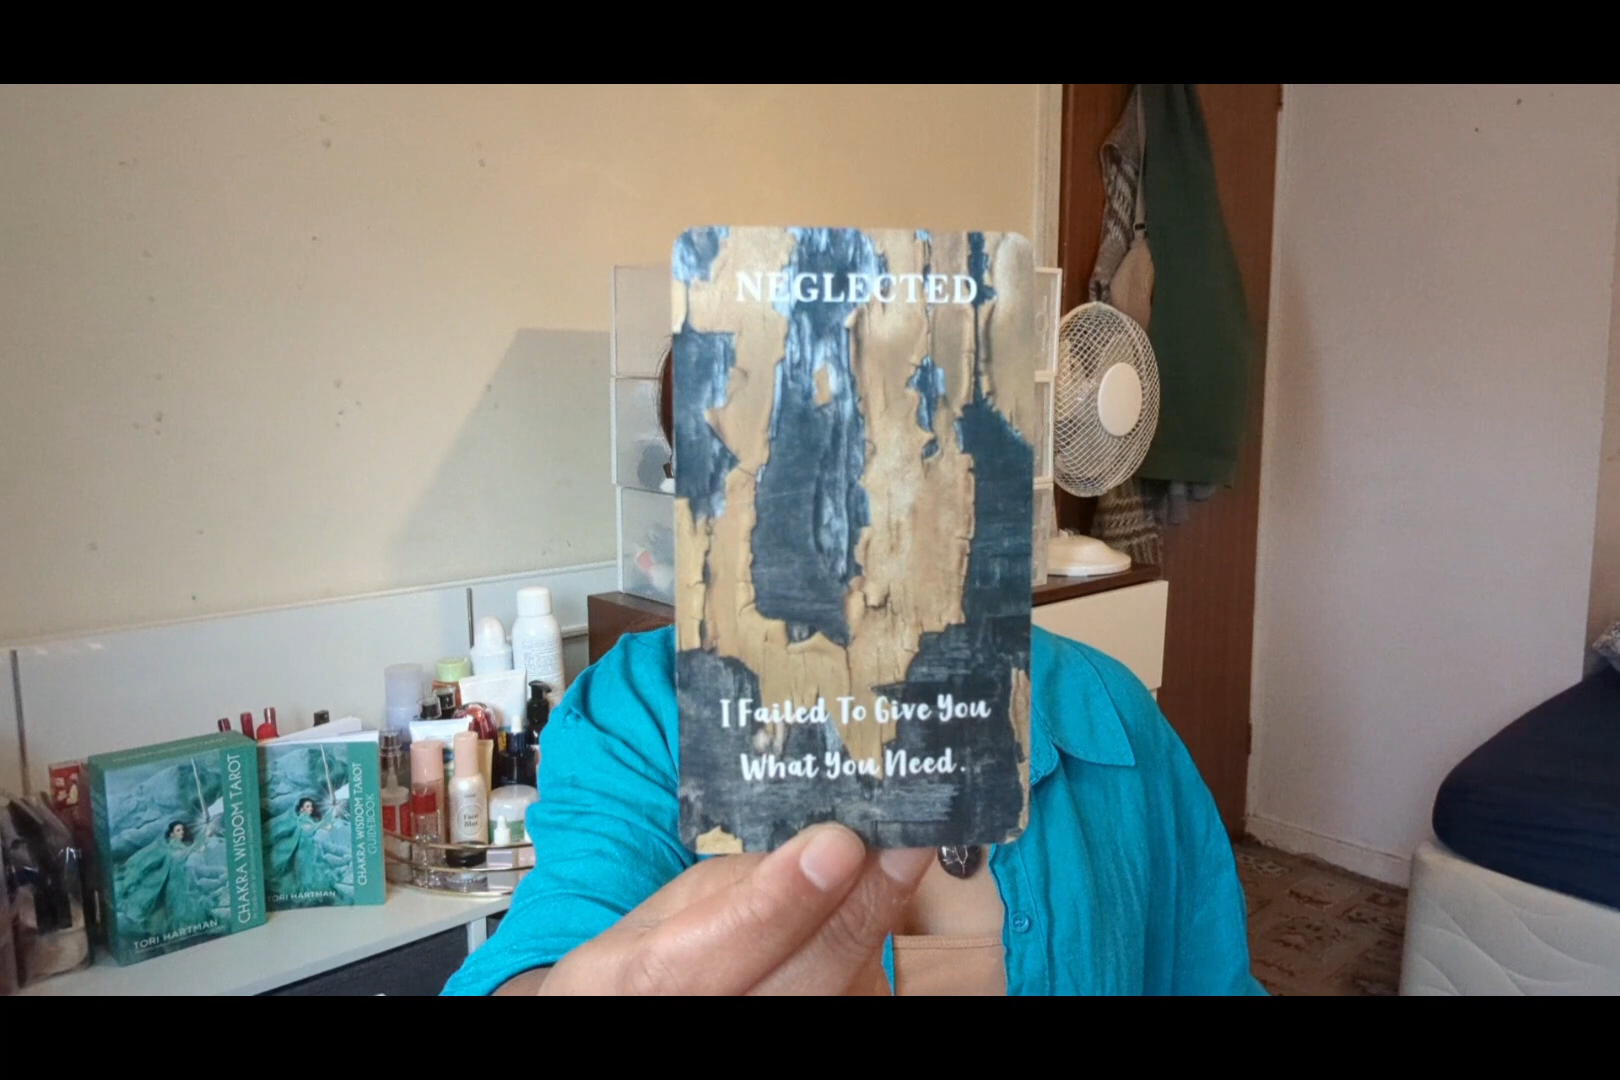 NEGLECTED
I Failed To Give You
What You Need.
CHAKRA WISDOM TAROT
TORI HARTMAN
CHAKRA WISDOM TAROT
GUIDEBOOK
TORI HARTMAN